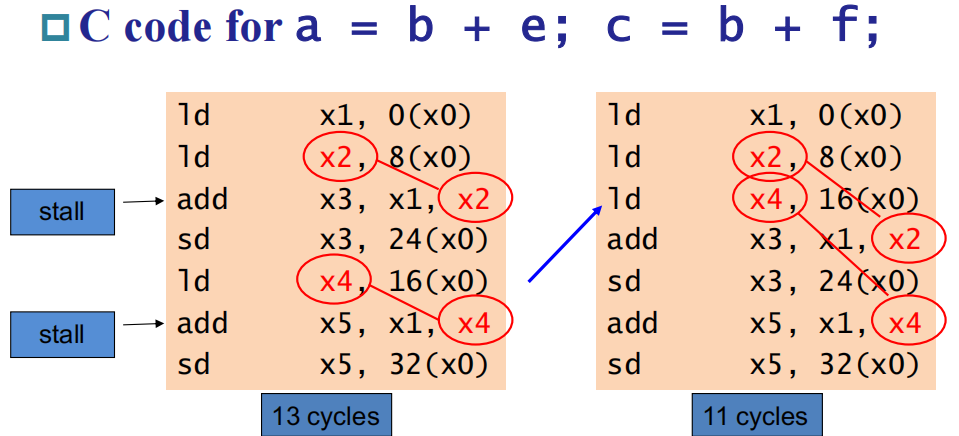 C code for a = b + e; c = b + f;
ld x1, 0(x0)
ld x2, 8(x0)
stall
add x3, x1, x2
sd x3, 24(x0)
ld x4, 16(x0)
stall
add x5, x1, x4
sd x5, 32(x0)
13 cycles
ld x1, 0(x0)
ld x2, 8(x0)
ld x4, 16(x0)
add x3, x1, x2
sd x3, 24(x0)
add x5, x1, x4
sd x5, 32(x0)
11 cycles